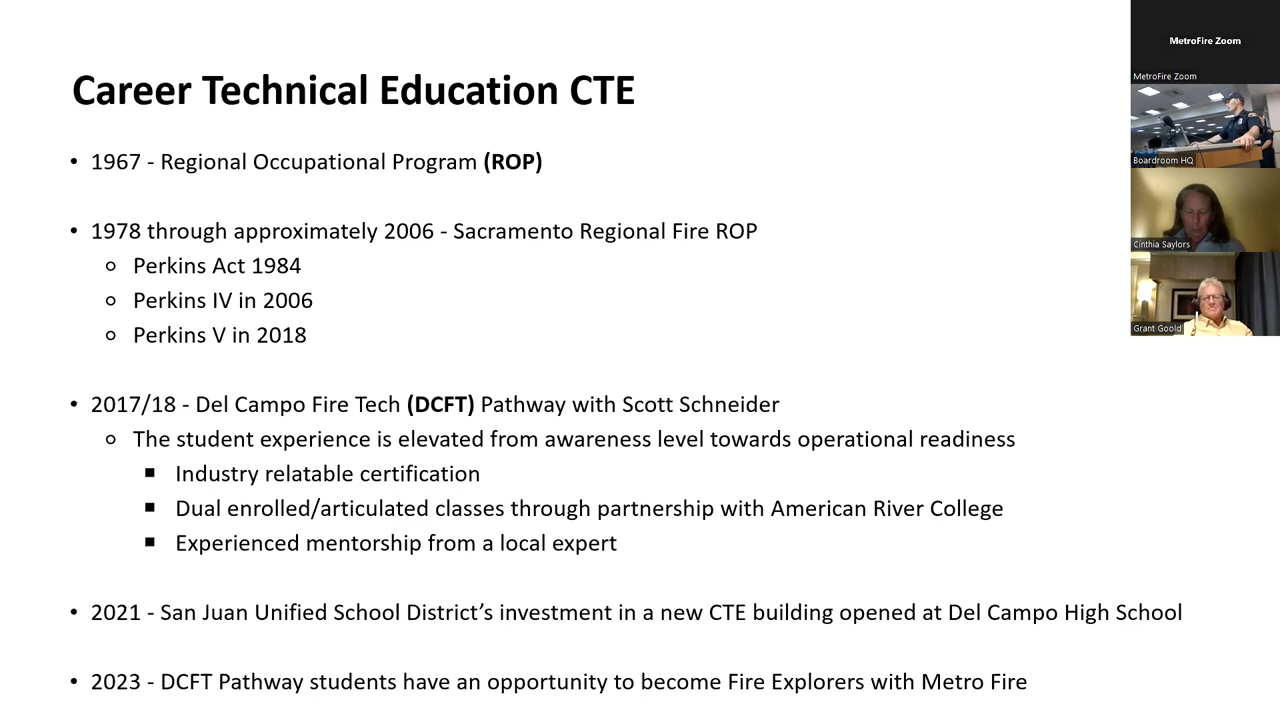 Career Technical Education CTE
• 1967 - Regional Occupational Program (ROP)
• 1978 through approximately 2006 - Sacramento Regional Fire ROP
o Perkins Act 1984
o Perkins IV in 2006
o Perkins V in 2018
• 2017/18 - Del Campo Fire Tech (DCFT) Pathway with Scott Schneider
o The student experience is elevated from awareness level towards operational readiness
■ Industry relatable certification
■ Dual enrolled/articulated classes through partnership with American River College
■ Experienced mentorship from a local expert
• 2021 - San Juan Unified School District’s investment in a new CTE building opened at Del Campo High School
• 2023 - DCFT Pathway students have an opportunity to become Fire Explorers with Metro Fire
MetroFire Zoom
MetroFire Zoom
Boardroom HQ
Cinthia Saylors
Grant Goold